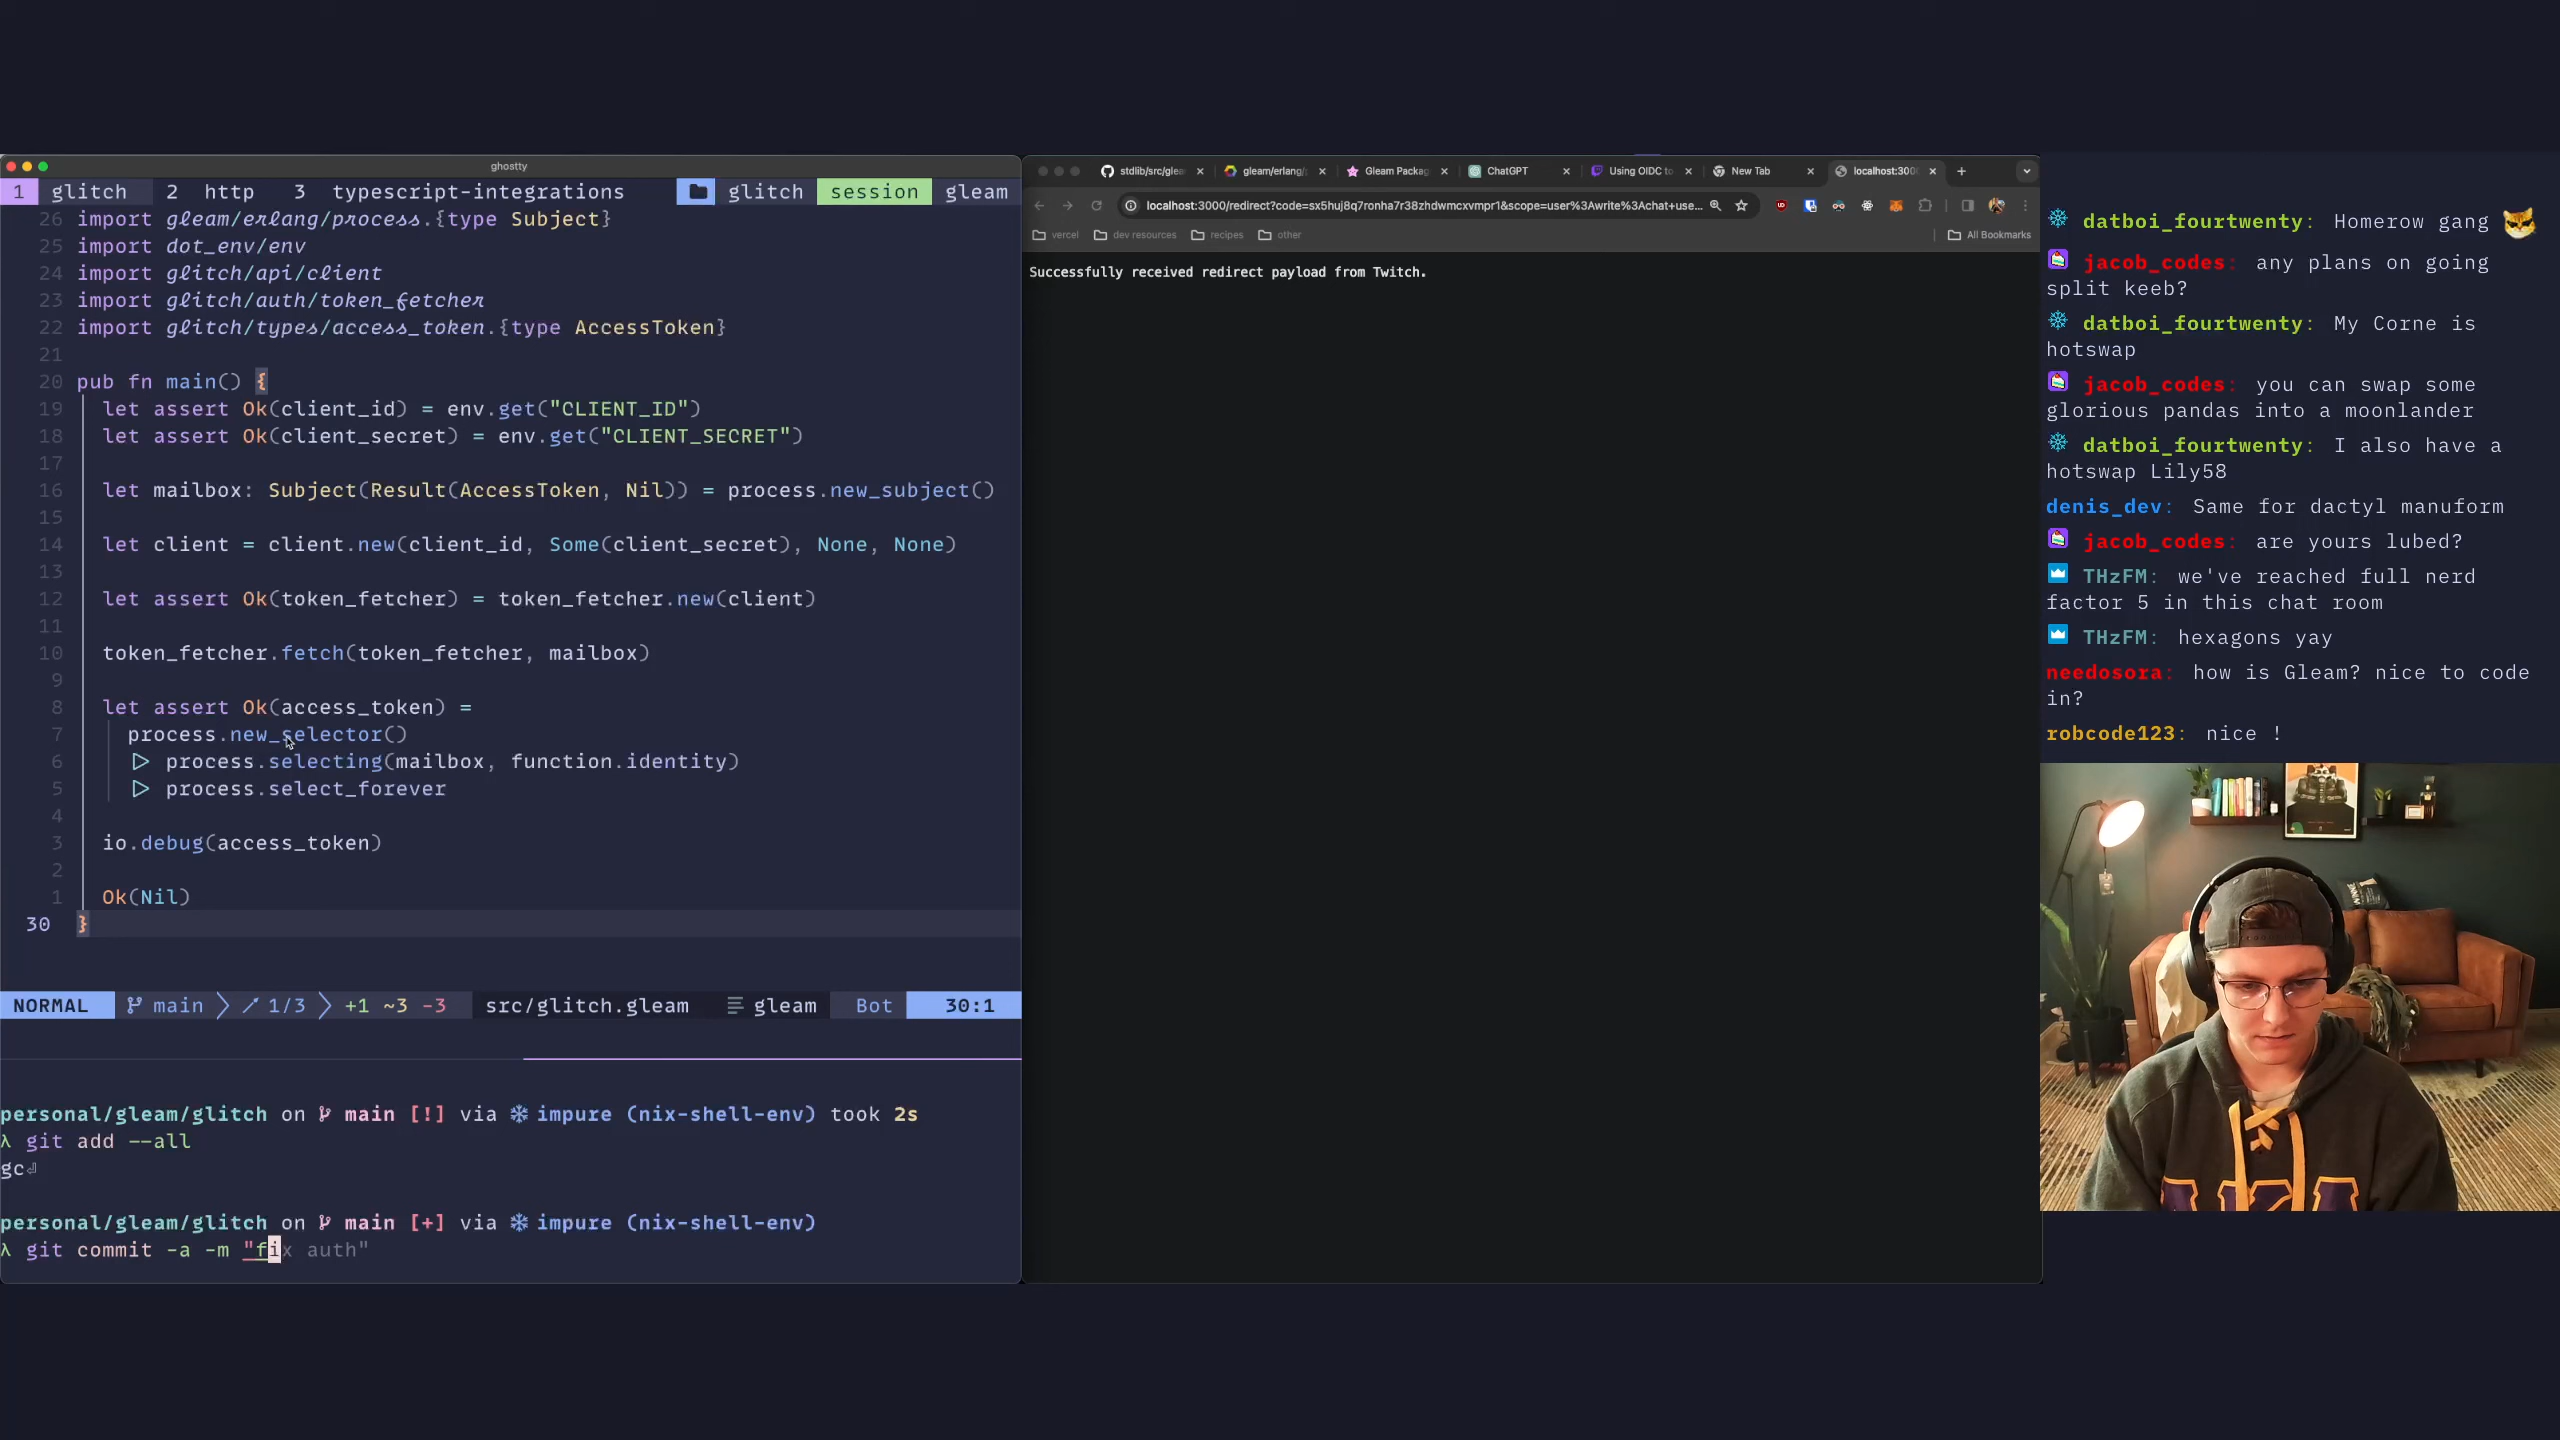 ghostty
1 glitch 2 http 3 typescript-integrations glitch session gleam
26 import gleam/erlang/process.{type Subject}
25 import dot_env/env
24 import glitch/api/client
23 import glitch/auth/token_fetcher
22 import glitch/types/access_token.{type AccessToken}
21
20 pub fn main() {
19 let assert Ok(client_id) = env.get("CLIENT_ID")
18 let assert Ok(client_secret) = env.get("CLIENT_SECRET")
17
16 let mailbox: Subject(Result(AccessToken, Nil)) = process.new_subject()
15
14 let client = client.new(client_id, Some(client_secret), None, None)
13
12 let assert Ok(token_fetcher) = token_fetcher.new(client)
11
10 token_fetcher.fetch(token_fetcher, mailbox)
9
8 let assert Ok(access_token) =
7 process.new_selector()
6 ▷ process.selecting(mailbox, function.identity)
5 ▷ process.select_forever
4
3 io.debug(access_token)
2
1 Ok(Nil)
30 }
NORMAL main 1/3 +1 ~3 -3 src/glitch.gleam gleam Bot 30:1
personal/gleam/glitch on main [!] via ❄ impure (nix-shell-env) took 2s
λ git add --all
gc⏎
personal/gleam/glitch on main [+] via ❄ impure (nix-shell-env)
λ git commit -a -m "fix auth"
stdlib/src/glea gleam/erlang/ Gleam Packag ChatGPT Using OIDC to New Tab localhost:300
localhost:3000/redirect?code=sx5huj8q7ronha7r38zhdwmcxvmpr1&scope=user%3Awrite%3Achat+use...
vercel dev resources recipes other All Bookmarks
Successfully received redirect payload from Twitch.
datboi_fourtwenty: Homerow gang
jacob_codes: any plans on going
split keeb?
datboi_fourtwenty: My Corne is
hotswap
jacob_codes: you can swap some
glorious pandas into a moonlander
datboi_fourtwenty: I also have a
hotswap Lily58
denis_dev: Same for dactyl manuform
jacob_codes: are yours lubed?
THzFM: we've reached full nerd
factor 5 in this chat room
THzFM: hexagons yay
needosora: how is Gleam? nice to code
in?
robcode123: nice !